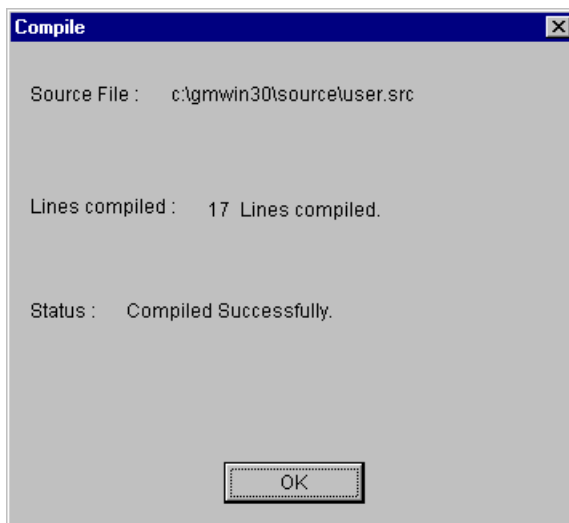 Compile
Source File : c:\gmwin30\source\user.src
Lines compiled : 17 Lines compiled.
Status : Compiled Successfully.
OK